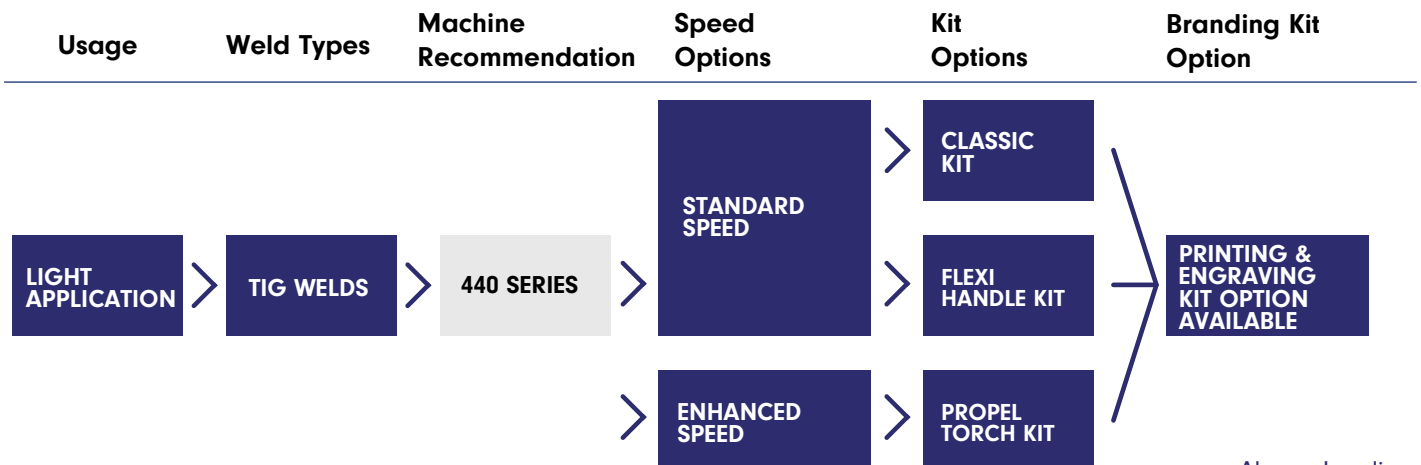 Usage
Weld Types
Machine
Recommendation
Speed
Options
Kit
Options
Branding Kit
Option
LIGHT
APPLICATION
TIG WELDS
440 SERIES
STANDARD
SPEED
CLASSIC
KIT
FLEXI
HANDLE KIT
PRINTING &
ENGRAVING
KIT OPTION
AVAILABLE
ENHANCED
SPEED
PROPEL
TORCH KIT